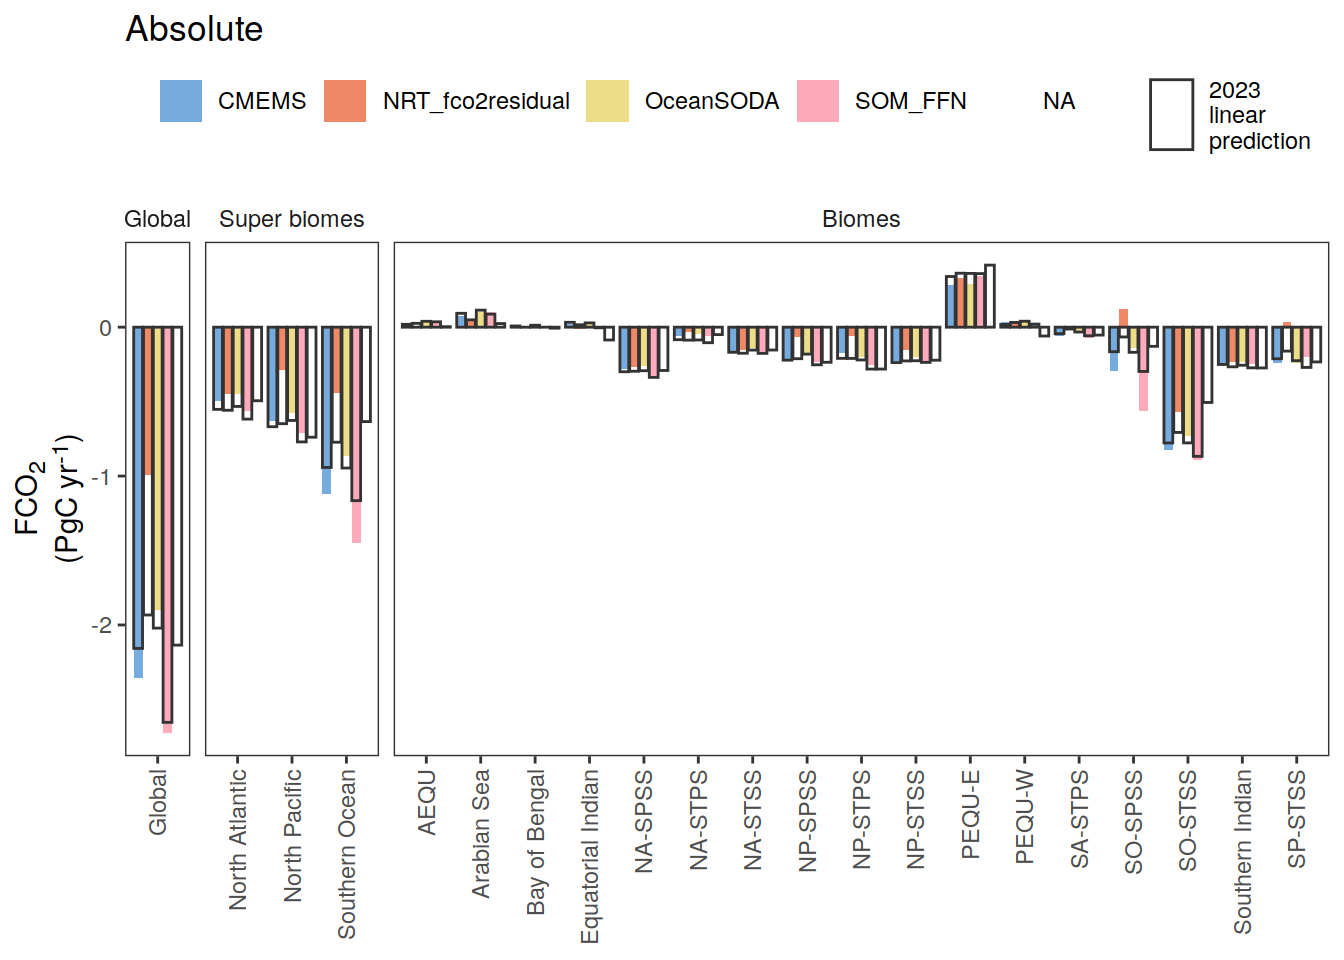 Absolute
CMEMS
NRT_fco2residual
OceanSODA
SOM_FFN
NA
2023
linear
prediction
Global
Super biomes
Biomes
FCO2
(PgC yr-1)
0
-1
-2
Global
North Atlantic
North Pacific
Southern Ocean
AEQU
Arabian Sea
Bay of Bengal
Equatorial Indian
NA-SPSS
NA-STPS
NA-STSS
NP-SPSS
NP-STPS
NP-STSS
PEQU-E
PEQU-W
SA-STPS
SO-SPSS
SO-STSS
Southern Indian
SP-STSS